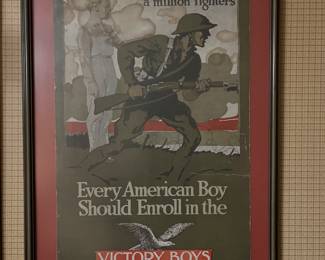 a million fighters
Every American Boy
Should Enroll in the
VICTORY BOYS